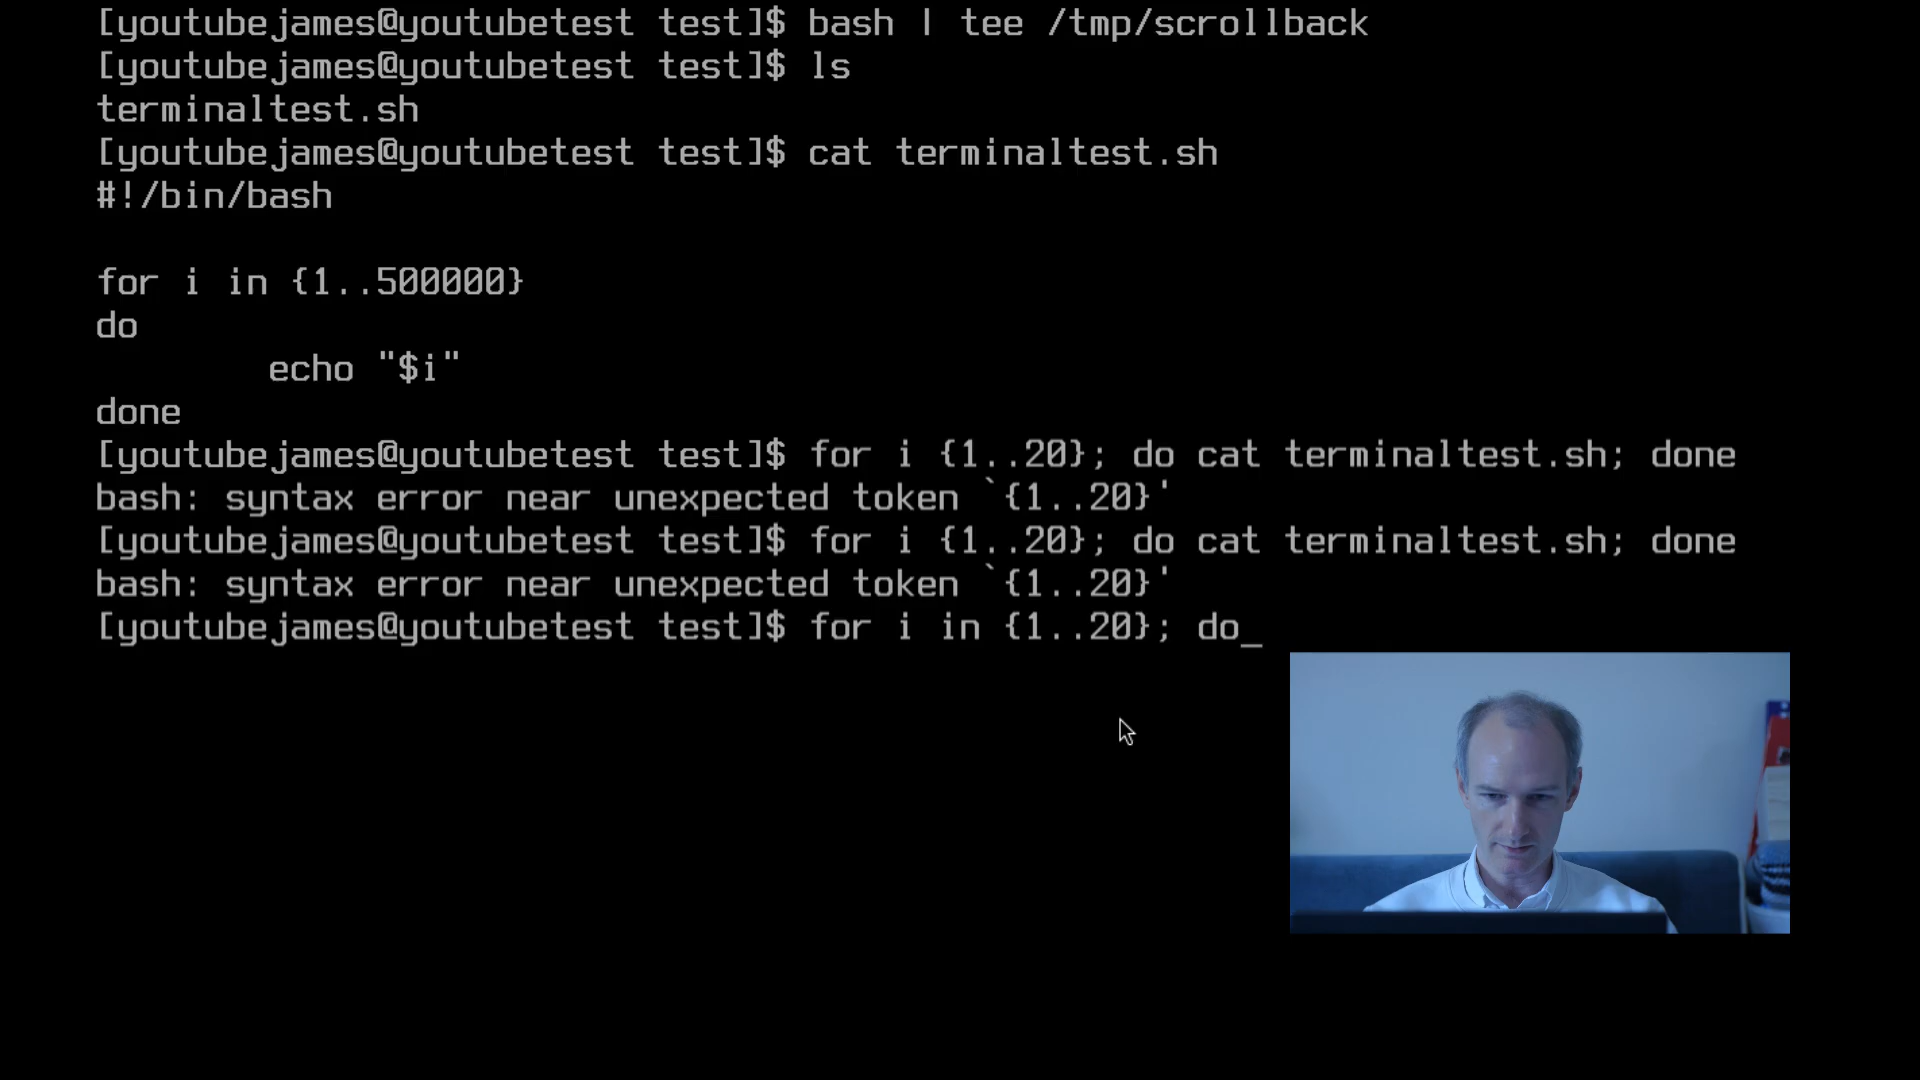 [youtubejames@youtubetest test]$ bash | tee /tmp/scrollback
[youtubejames@youtubetest test]$ ls
terminaltest.sh
[youtubejames@youtubetest test]$ cat terminaltest.sh
#!/bin/bash

for i in {1..500000}
do
        echo "$i"
done
[youtubejames@youtubetest test]$ for i {1..20}; do cat terminaltest.sh; done
bash: syntax error near unexpected token `{1..20}'
[youtubejames@youtubetest test]$ for i {1..20}; do cat terminaltest.sh; done
bash: syntax error near unexpected token `{1..20}'
[youtubejames@youtubetest test]$ for i in {1..20}; do_